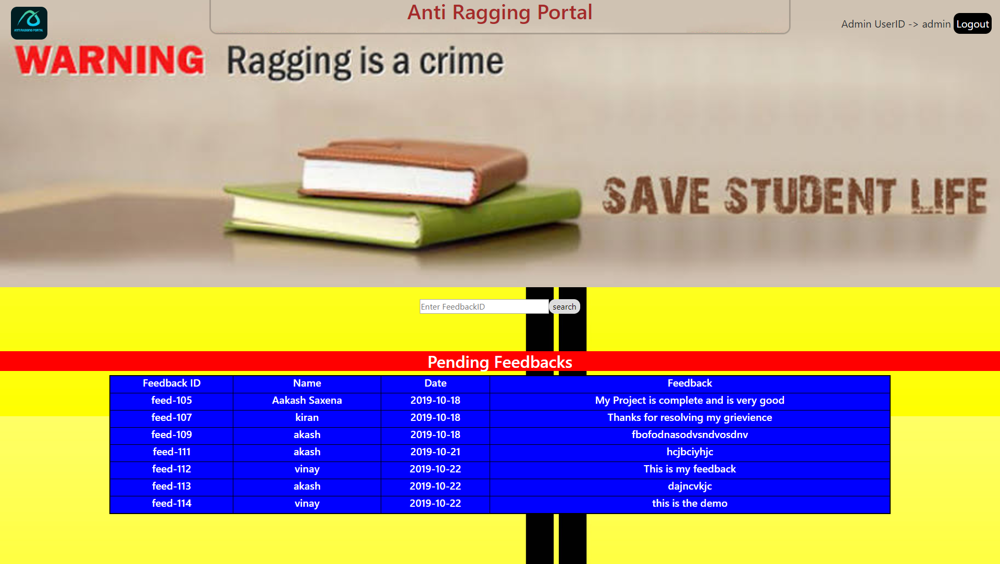 Anti Ragging Portal
ANTI RAGGING PORTAL
Admin UserID -> admin Logout
WARNING Ragging is a crime
SAVE STUDENT LIFE
Enter FeedbackID search
Pending Feedbacks
Feedback ID Name Date Feedback
feed-105 Aakash Saxena 2019-10-18 My Project is complete and is very good
feed-107 kiran 2019-10-18 Thanks for resolving my grievience
feed-109 akash 2019-10-18 fbofodnasodvsndvosdnv
feed-111 akash 2019-10-21 hcjbciyhjc
feed-112 vinay 2019-10-22 This is my feedback
feed-113 akash 2019-10-22 dajncvkjc
feed-114 vinay 2019-10-22 this is the demo